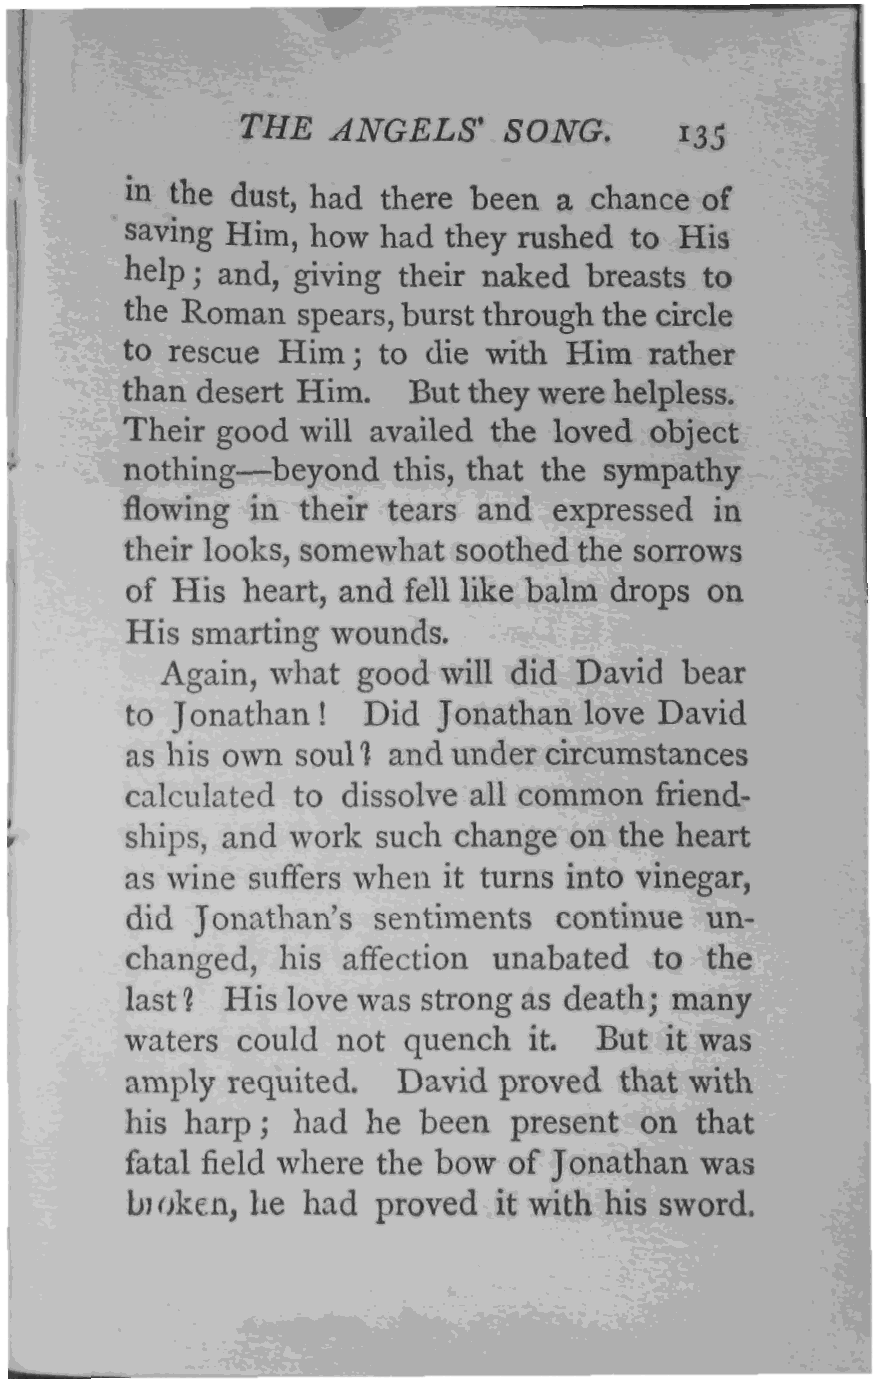 THE ANGELS' SONG. 135
in the dust, had there been a chance of
saving Him, how had they rushed to His
help; and, giving their naked breasts to
the Roman spears, burst through the circle
to rescue Him; to die with Him rather
than desert Him. But they were helpless.
Their good will availed the loved object
nothing—beyond this, that the sympathy
flowing in their tears and expressed in
their looks, somewhat soothed the sorrows
of His heart, and fell like balm drops on
His smarting wounds.
Again, what good will did David bear
to Jonathan! Did Jonathan love David
as his own soul? and under circumstances
calculated to dissolve all common friend-
ships, and work such change on the heart
as wine suffers when it turns into vinegar,
did Jonathan's sentiments continue un-
changed, his affection unabated to the
last? His love was strong as death; many
waters could not quench it. But it was
amply requited. David proved that with
his harp; had he been present on that
fatal field where the bow of Jonathan was
broken, he had proved it with his sword.